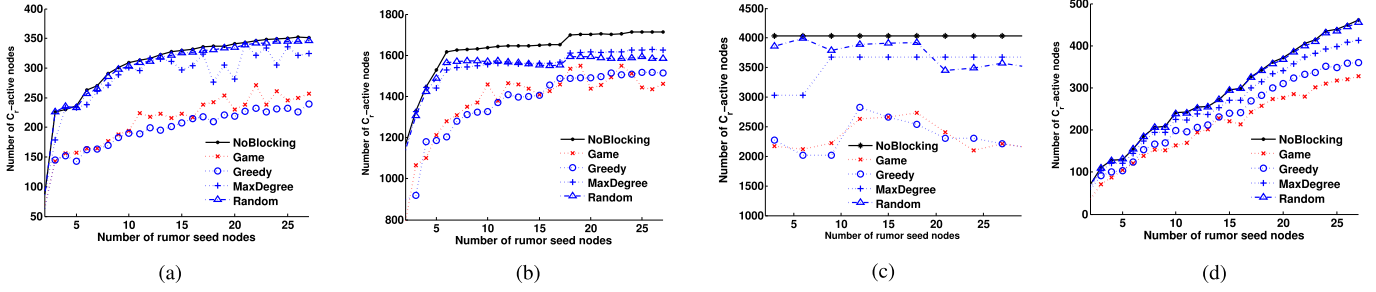 400
350
300
250
200
150
100
50
5
10
15
20
25
Number of C_r−active nodes
Number of rumor seed nodes
NoBlocking
Game
Greedy
MaxDegree
Random
(a)
1800
1600
1400
1200
1000
800
5
10
15
20
25
Number of C_r−active nodes
Number of rumor seed nodes
NoBlocking
Game
Greedy
MaxDegree
Random
(b)
4500
4000
3500
3000
2500
2000
1500
1000
5
10
15
20
25
Number of C_r−active nodes
Number of rumor seed nodes
NoBlocking
Game
Greedy
MaxDegree
Random
(c)
500
400
300
200
100
0
5
10
15
20
25
Number of C_r−active nodes
Number of rumor seed nodes
NoBlocking
Game
Greedy
MaxDegree
Random
(d)